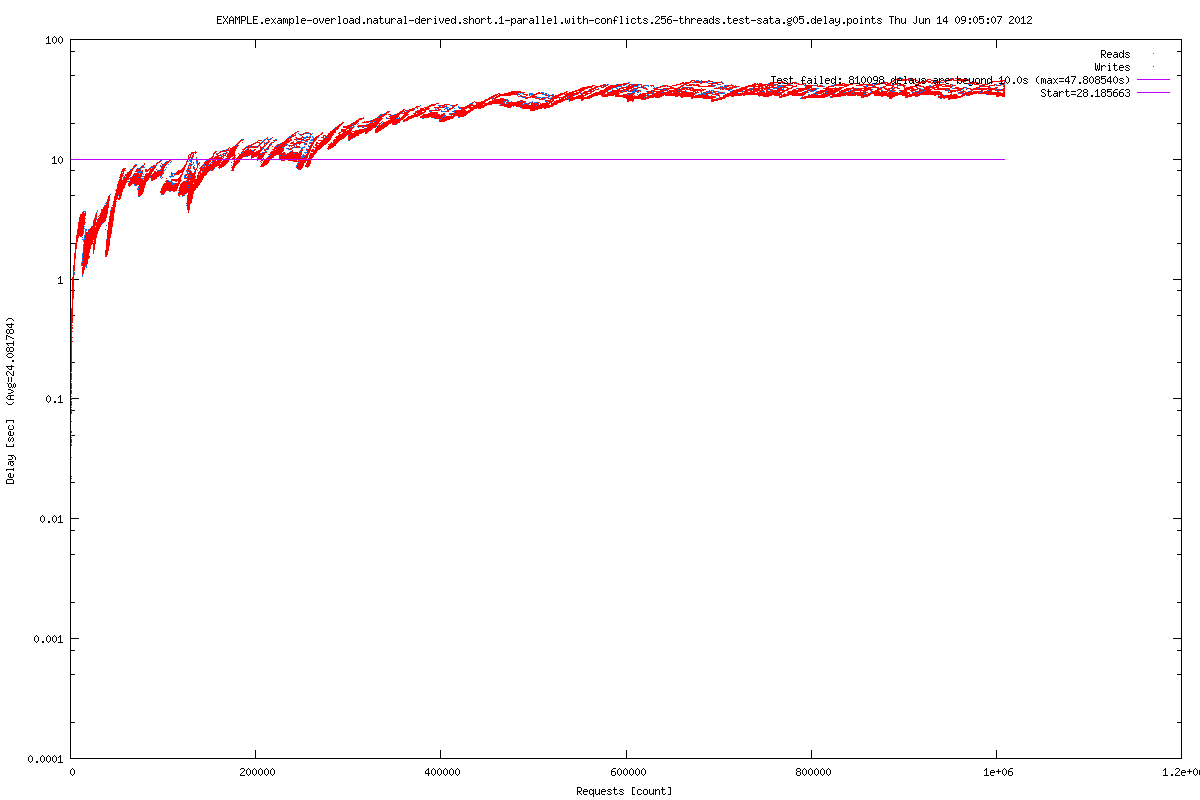 EXAMPLE.example-overload.natural-derived.short.1-parallel.with-conflicts.256-threads.test-sata.g05.delay.points Thu Jun 14 09:05:07 2012
100
10
1
0.1
0.01
0.001
0.0001
Delay [sec] (Avg=24.081784)
Reads
Writes
Test failed: 810098 delays are beyond 10.0s (max=47.808540s)
Start=28.185663
0
200000
400000
600000
800000
1e+06
1.2e+0
Requests [count]